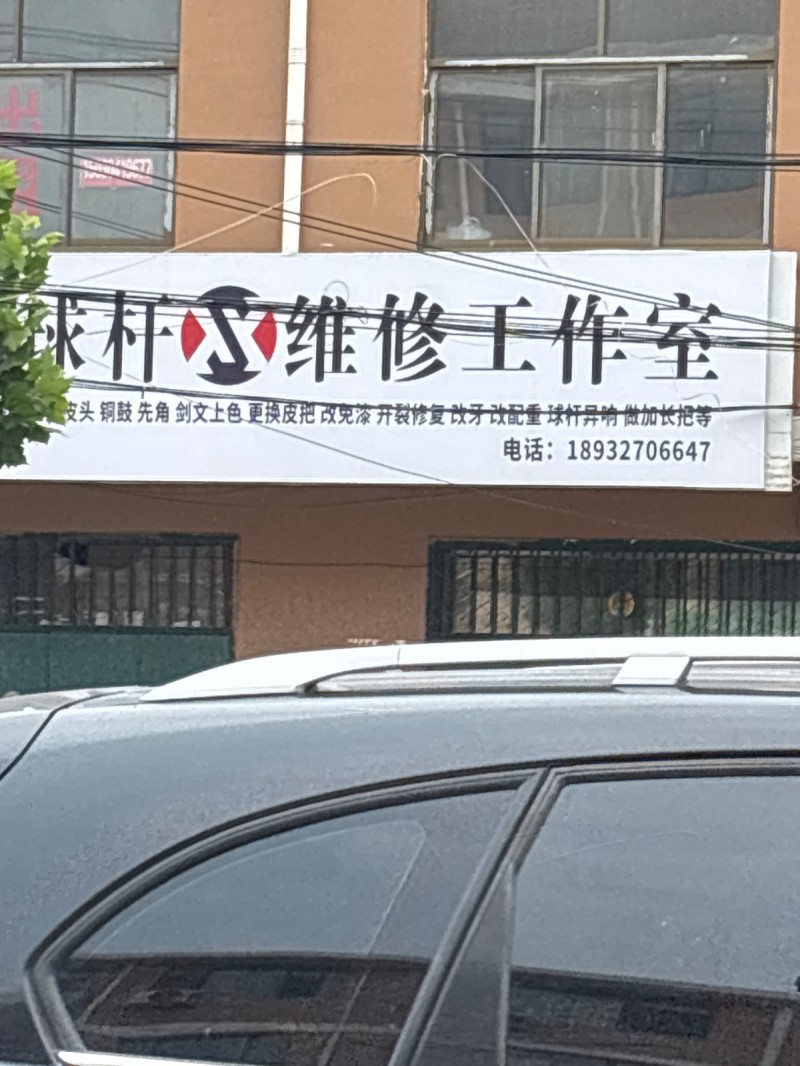 球杆 维修工作室
皮头 铜鼓 先角 剑文上色 更换皮把 改免漆 开裂修复 改牙 改配重 球杆异响 做加长把等
电话：18932706647